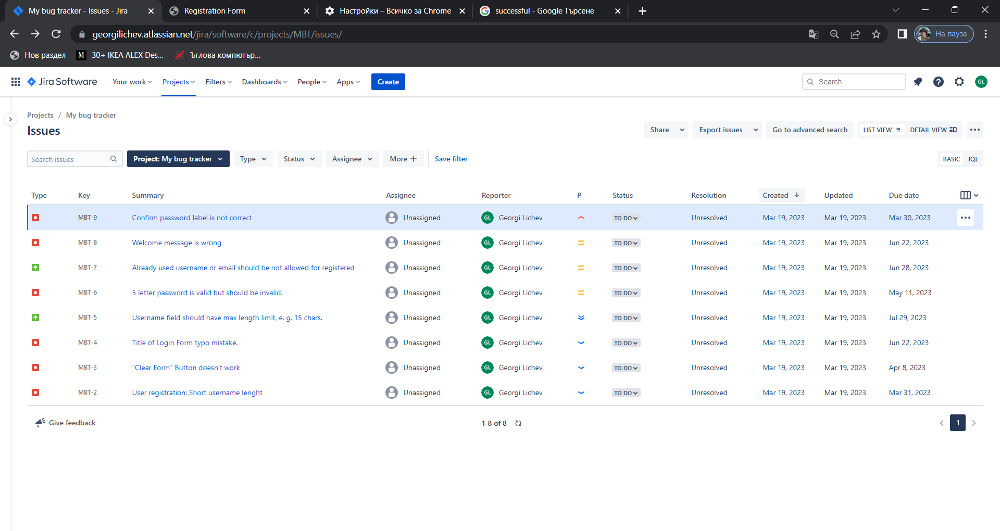 My bug tracker - Issues - Jira
Registration Form
Настройки – Всичко за Chrome
successful - Google Търсене
georgilichev.atlassian.net/jira/software/c/projects/MBT/issues/
На пауза
Нов раздел
M 30+ IKEA ALEX Des...
Ъглова компютър...
Jira Software
Your work
Projects
Filters
Dashboards
People
Apps
Create
Search
GL
Projects / My bug tracker
Issues
Share
Export issues
Go to advanced search
LIST VIEW
DETAIL VIEW
Search issues
Project: My bug tracker
Type
Status
Assignee
More
Save filter
BASIC
JQL
Type Key Summary Assignee Reporter P Status Resolution Created Updated Due date
MBT-9 Confirm password label is not correct Unassigned GL Georgi Lichev TO DO Unresolved Mar 19, 2023 Mar 19, 2023 Mar 30, 2023
MBT-8 Welcome message is wrong Unassigned GL Georgi Lichev TO DO Unresolved Mar 19, 2023 Mar 19, 2023 Jun 22, 2023
MBT-7 Already used username or email should be not allowed for registered Unassigned GL Georgi Lichev TO DO Unresolved Mar 19, 2023 Mar 19, 2023 Jun 28, 2023
MBT-6 5 letter password is valid but should be invalid. Unassigned GL Georgi Lichev TO DO Unresolved Mar 19, 2023 Mar 19, 2023 May 11, 2023
MBT-5 Username field should have max length limit, e. g. 15 chars. Unassigned GL Georgi Lichev TO DO Unresolved Mar 19, 2023 Mar 19, 2023 Jul 29, 2023
MBT-4 Title of Login Form typo mistake. Unassigned GL Georgi Lichev TO DO Unresolved Mar 19, 2023 Mar 19, 2023 Jun 22, 2023
MBT-3 "Clear Form" Button doesn't work Unassigned GL Georgi Lichev TO DO Unresolved Mar 19, 2023 Mar 19, 2023 Apr 8, 2023
MBT-2 User registration: Short username lenght Unassigned GL Georgi Lichev TO DO Unresolved Mar 19, 2023 Mar 19, 2023 Mar 31, 2023
Give feedback
1-8 of 8
1